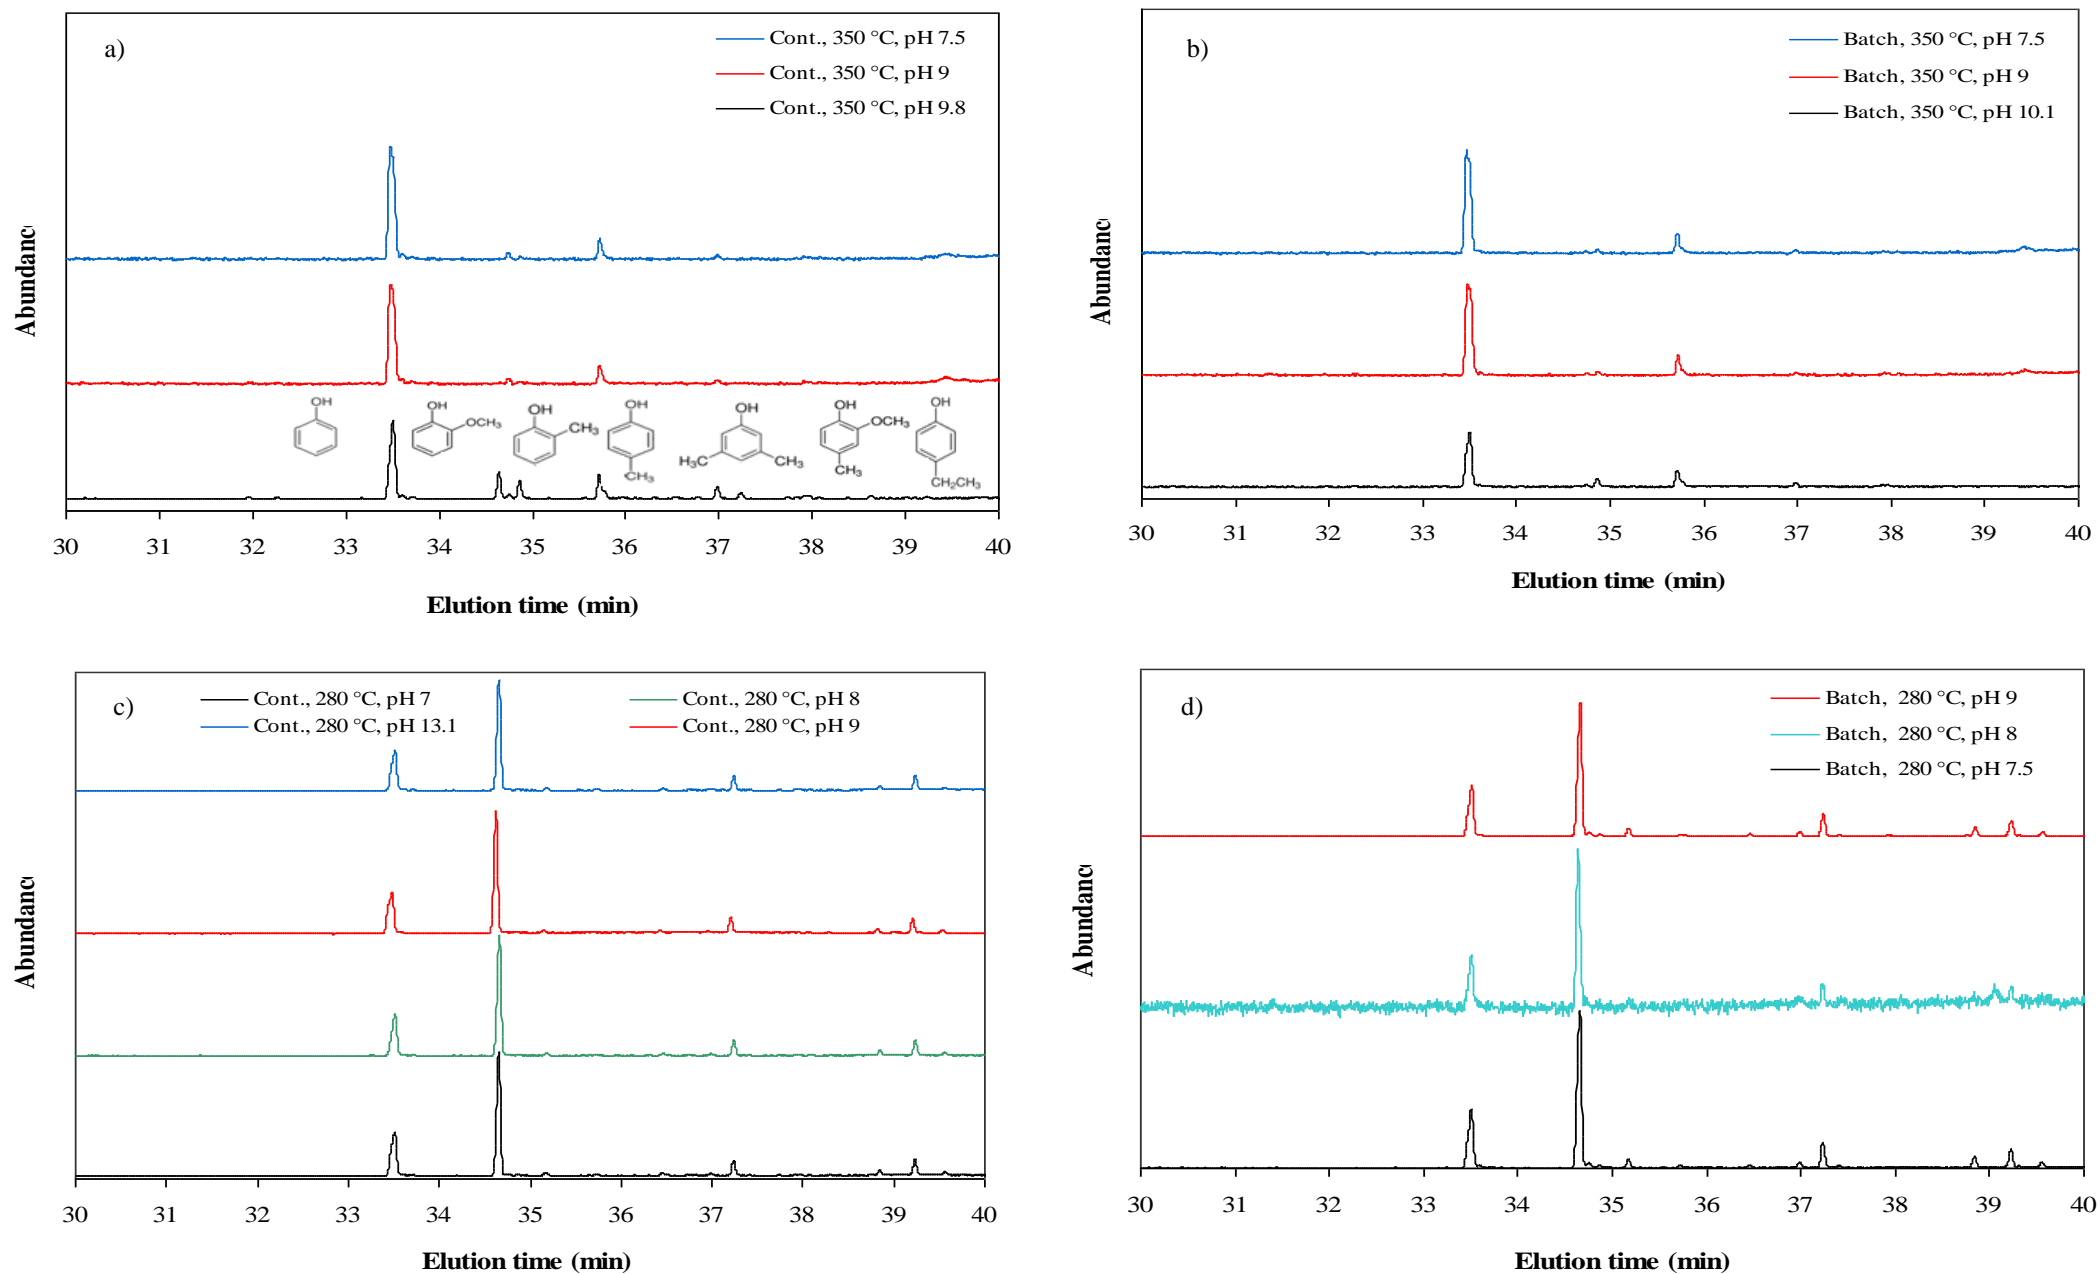 a)
Cont., 350 °C, pH 7.5
Cont., 350 °C, pH 9
Cont., 350 °C, pH 9.8
Abundanc
OH
OH
OCH3
OH
CH3
OH
CH3
OH
H3C
CH3
OH
OCH3
CH3
OH
CH2CH3
30 31 32 33 34 35 36 37 38 39 40
Elution time (min)
b)
Batch, 350 °C, pH 7.5
Batch, 350 °C, pH 9
Batch, 350 °C, pH 10.1
Abundanc
30 31 32 33 34 35 36 37 38 39 40
Elution time (min)
c)
Cont., 280 °C, pH 7
Cont., 280 °C, pH 8
Cont., 280 °C, pH 13.1
Cont., 280 °C, pH 9
Abundanc
30 31 32 33 34 35 36 37 38 39 40
Elution time (min)
d)
Batch, 280 °C, pH 9
Batch, 280 °C, pH 8
Batch, 280 °C, pH 7.5
Abundanc
30 31 32 33 34 35 36 37 38 39 40
Elution time (min)